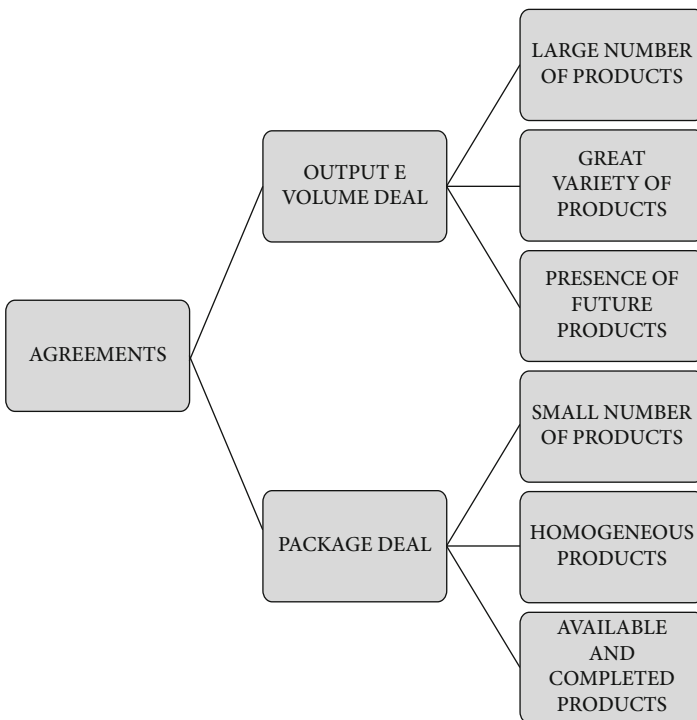 AGREEMENTS
OUTPUT E
VOLUME DEAL
LARGE NUMBER
OF PRODUCTS
GREAT
VARIETY OF
PRODUCTS
PRESENCE OF
FUTURE
PRODUCTS
PACKAGE DEAL
SMALL NUMBER
OF PRODUCTS
HOMOGENEOUS
PRODUCTS
AVAILABLE
AND
COMPLETED
PRODUCTS